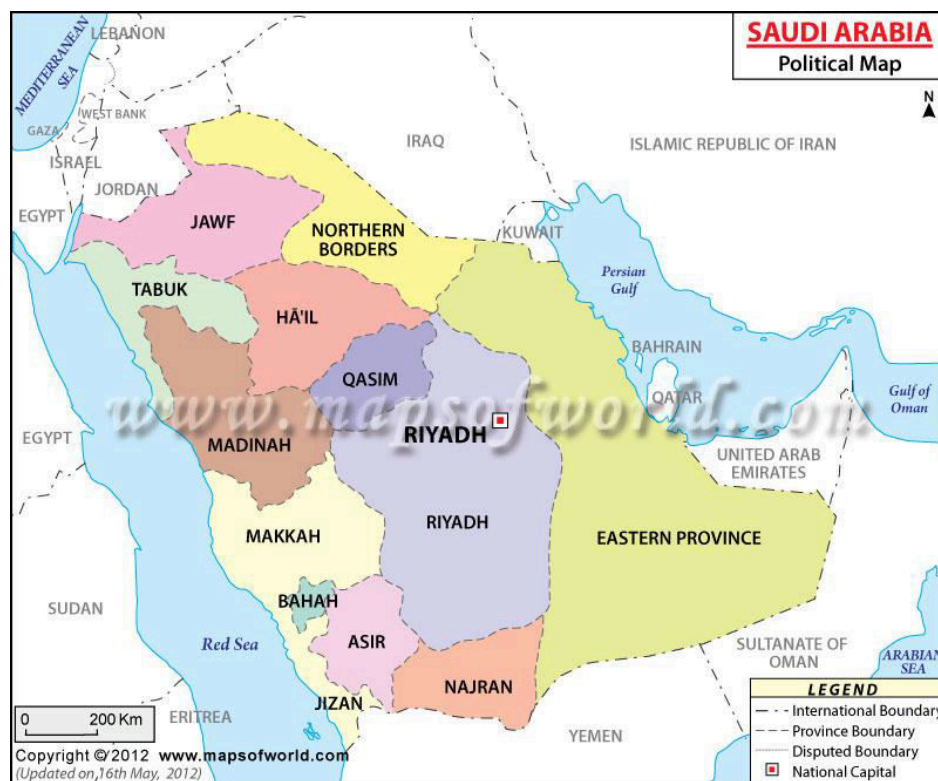 SAUDI ARABIA
Political Map
N
LEBANON
MEDITERRANEAN
SEA
WEST BANK
GAZA
ISRAEL
JORDAN
EGYPT
IRAQ
ISLAMIC REPUBLIC OF IRAN
KUWAIT
JAWF
NORTHERN
BORDERS
TABUK
HĀ'IL
Persian
Gulf
BAHRAIN
QASIM
QATAR
Gulf of
Oman
www.mapsofworld.com
EGYPT
MADINAH
RIYADH
UNITED ARAB
EMIRATES
MAKKAH
RIYADH
EASTERN PROVINCE
BAHAH
SUDAN
Red Sea
ASIR
SULTANATE OF
OMAN
ARABIAN
SEA
JIZAN
NAJRAN
ERITREA
YEMEN
0 200 Km
LEGEND
International Boundary
Province Boundary
Disputed Boundary
National Capital
Copyright ©2012 www.mapsofworld.com
(Updated on,16th May, 2012)